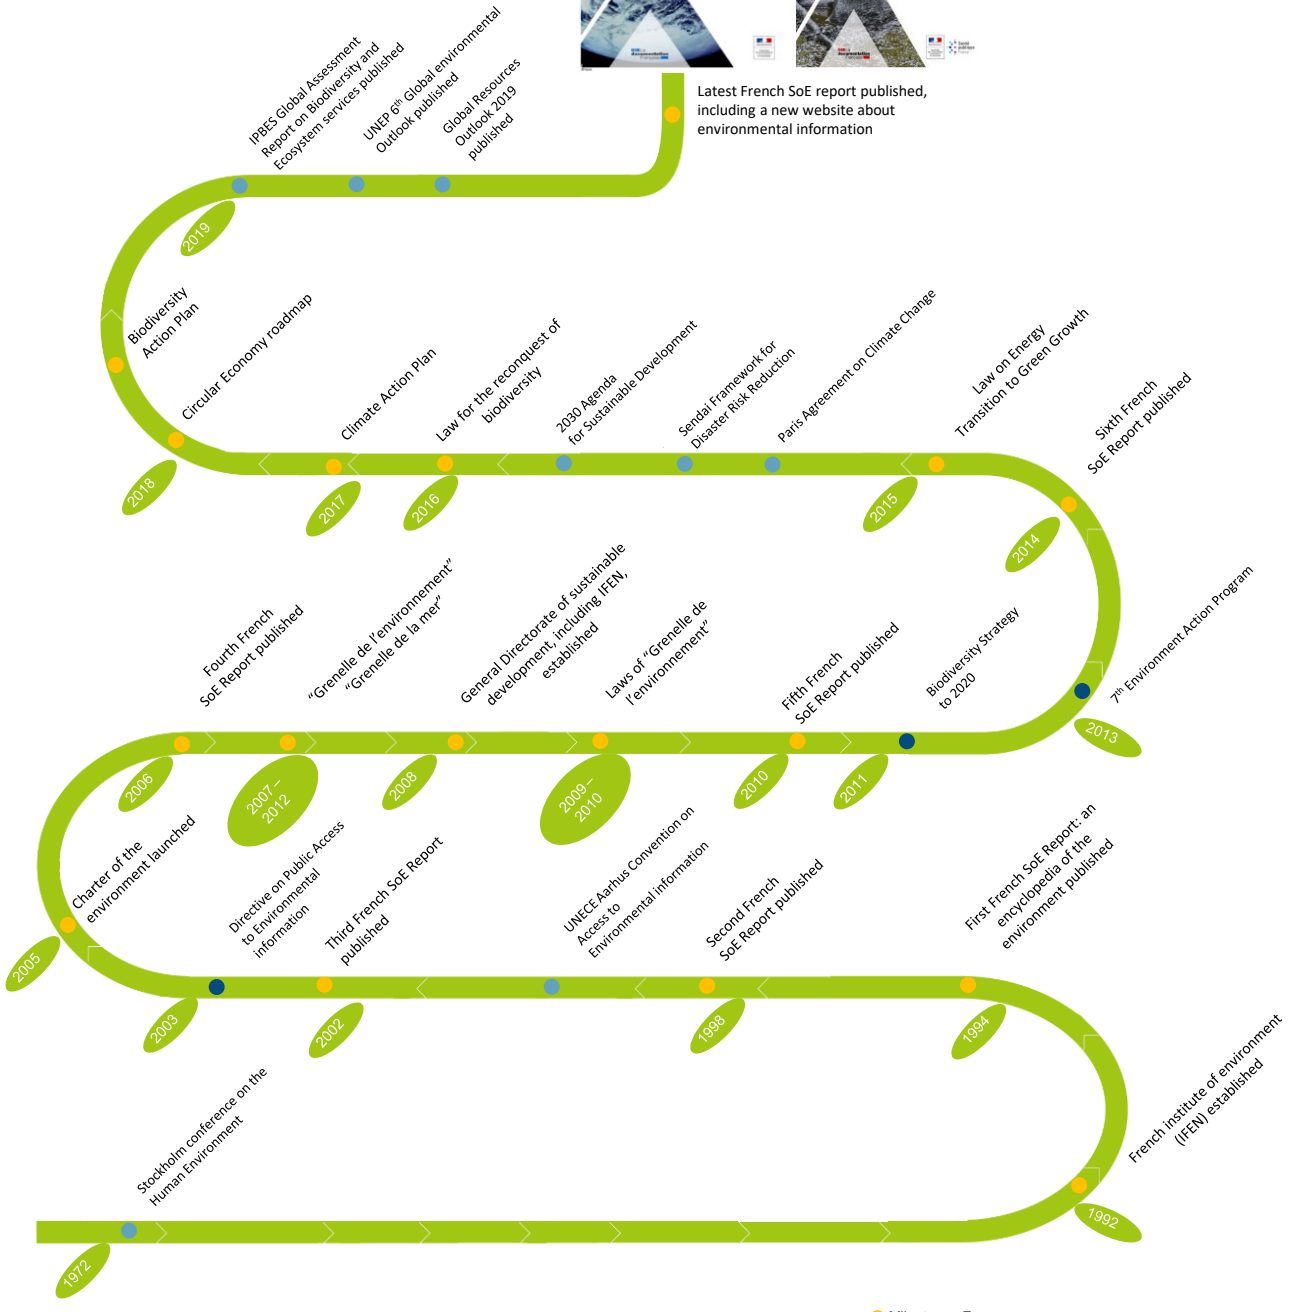 Latest French SoE report published,
including a new website about
environmental information
IPBES Global Assessment
Report on Biodiversity and
Ecosystem services published
UNEP 6th Global environmental
Outlook published
Global Resources
Outlook 2019
published
2019
Biodiversity
Action Plan
Circular Economy roadmap
Climate Action Plan
Law for the reconquest of
biodiversity
2030 Agenda
for Sustainable Development
Sendai Framework for
Disaster Risk Reduction
Paris Agreement on Climate Change
Law on Energy
Transition to Green Growth
Sixth French
SoE Report published
2018
2017
2016
2015
2014
Fourth French
SoE Report published
“Grenelle de l’environnement”
“Grenelle de la mer”
General Directorate of sustainable
development, including IFEN,
established
Laws of “Grenelle de
l’environnement”
Fifth French
SoE Report published
Biodiversity Strategy
to 2020
7th Environment Action Program
2006
2007 –
2012
2008
2009 –
2010
2010
2011
2013
Charter of the
environment launched
Directive on Public Access
to Environmental
information
Third French SoE Report
published
UNECE Aarhus Convention on
Access to
Environmental information
Second French
SoE Report published
First French SoE Report: an
encyclopedia of the
environment published
2005
2003
2002
1998
1994
Stockholm conference on the
Human Environment
French institute of environment
(IFEN) established
1972
1992